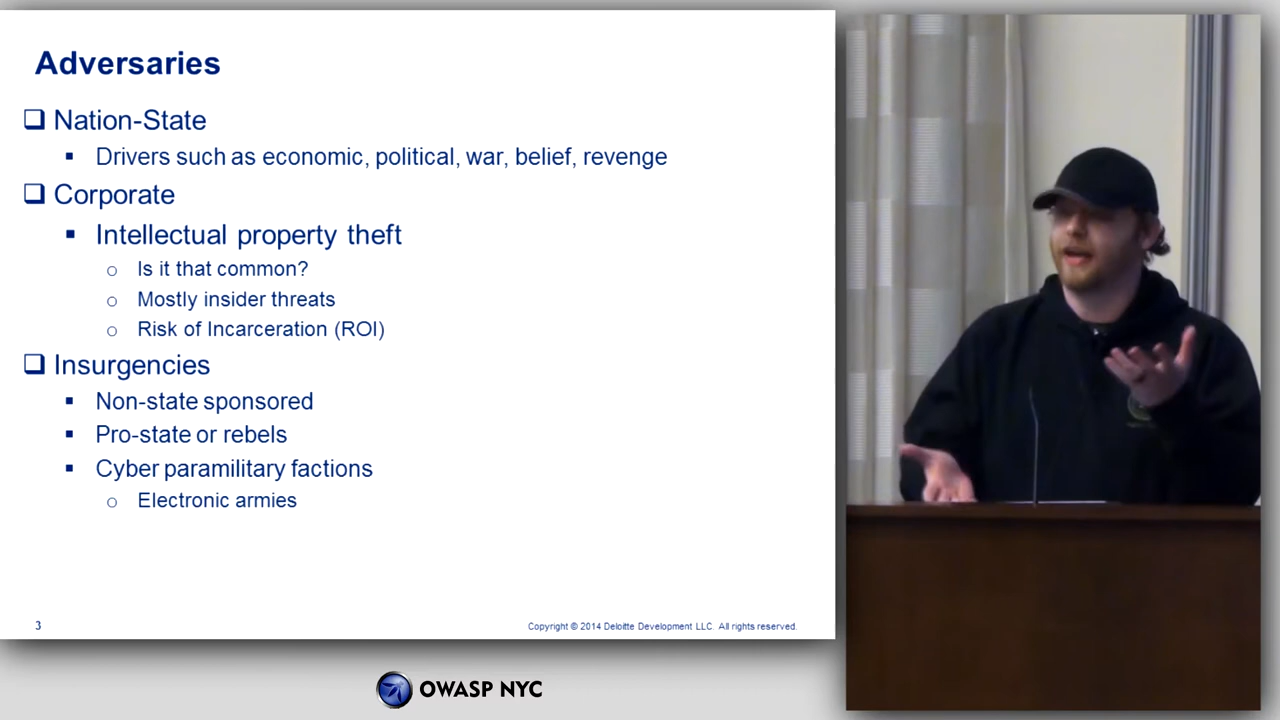 Adversaries
❑ Nation-State
▪ Drivers such as economic, political, war, belief, revenge
❑ Corporate
▪ Intellectual property theft
o Is it that common?
o Mostly insider threats
o Risk of Incarceration (ROI)
❑ Insurgencies
▪ Non-state sponsored
▪ Pro-state or rebels
▪ Cyber paramilitary factions
o Electronic armies
3
Copyright © 2014 Deloitte Development LLC. All rights reserved.
OWASP NYC